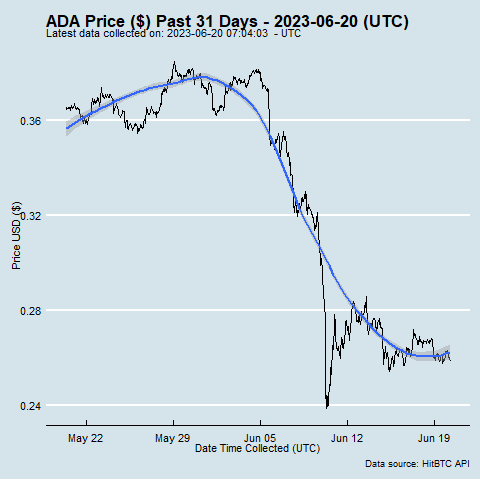 ADA Price ($) Past 31 Days - 2023-06-20 (UTC)
Latest data collected on: 2023-06-20 07:04:03 - UTC
0.36
0.32
0.28
0.24
Price USD ($)
May 22 May 29 Jun 05 Jun 12 Jun 19
Date Time Collected (UTC)
Data source: HitBTC API